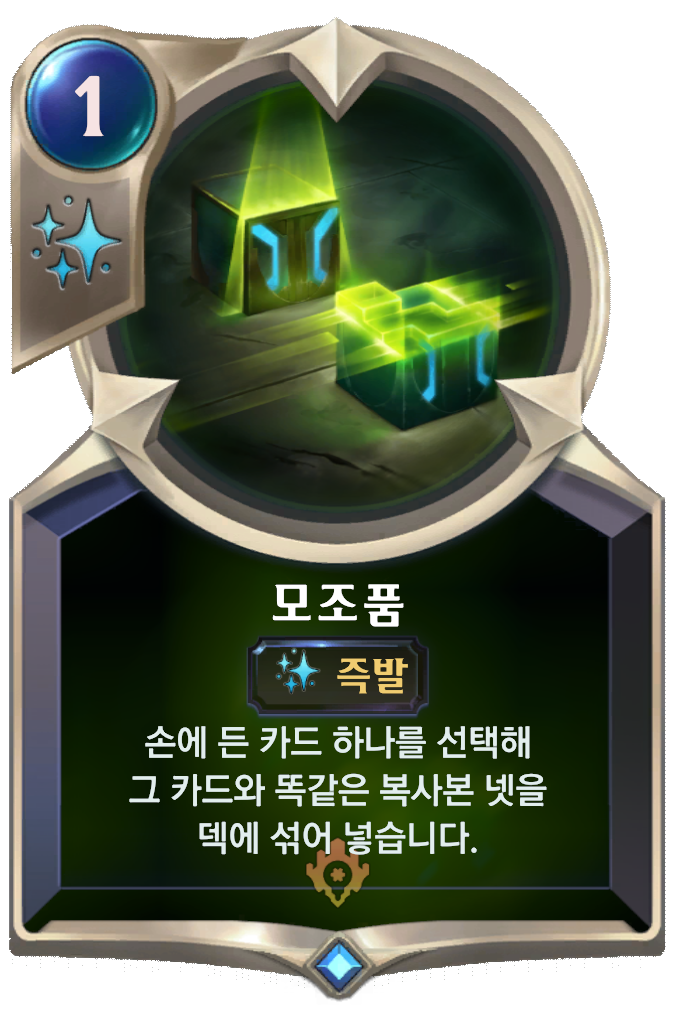 1
모조품
즉발
손에 든 카드 하나를 선택해
그 카드와 똑같은 복사본 넷을
덱에 섞어 넣습니다.